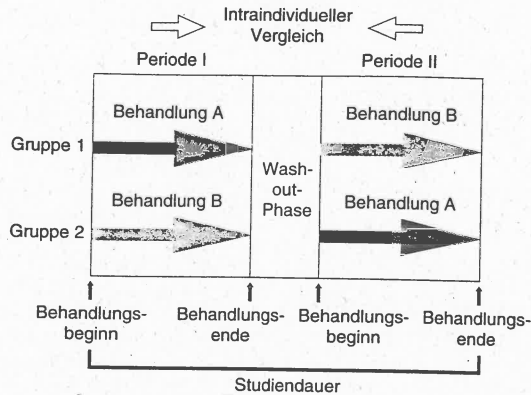 Intraindividueller
Vergleich
Periode I
Periode II
Behandlung A
Behandlung B
Gruppe 1
Wash-
out-
Phase
Behandlung B
Behandlung A
Gruppe 2
Behandlungs-
beginn
Behandlungs-
ende
Behandlungs-
beginn
Behandlungs-
ende
Studiendauer